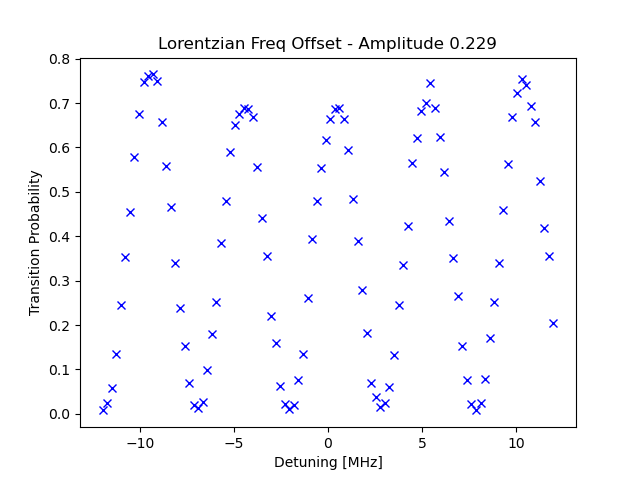 Lorentzian Freq Offset - Amplitude 0.229
0.8
0.7
0.6
0.5
0.4
0.3
0.2
0.1
0.0
Transition Probability
−10 −5 0 5 10
Detuning [MHz]